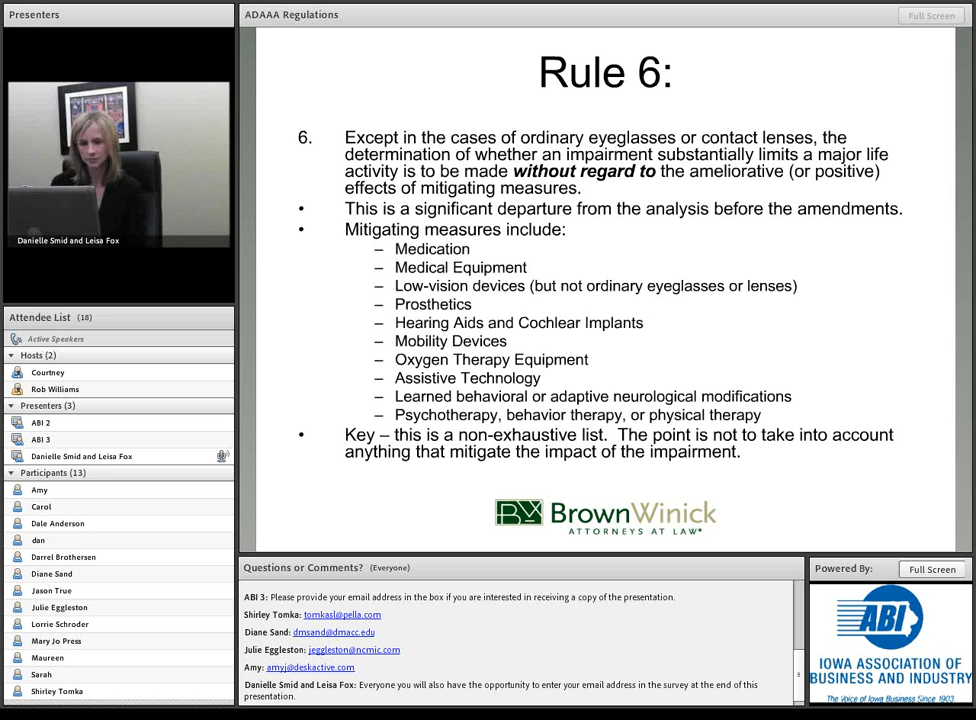 Presenters
Danielle Smid and Leisa Fox
Attendee List (18)
Active Speakers
Hosts (2)
Courtney
Rob Williams
Presenters (3)
ABI 2
ABI 3
Danielle Smid and Leisa Fox
Participants (13)
Amy
Carol
Dale Anderson
dan
Darrel Brothersen
Diane Sand
Jason True
Julie Eggleston
Lorrie Schroder
Mary Jo Press
Maureen
Sarah
Shirley Tomka
ADAAA Regulations
Full Screen
Rule 6:
6. Except in the cases of ordinary eyeglasses or contact lenses, the
determination of whether an impairment substantially limits a major life
activity is to be made without regard to the ameliorative (or positive)
effects of mitigating measures.
• This is a significant departure from the analysis before the amendments.
• Mitigating measures include:
– Medication
– Medical Equipment
– Low-vision devices (but not ordinary eyeglasses or lenses)
– Prosthetics
– Hearing Aids and Cochlear Implants
– Mobility Devices
– Oxygen Therapy Equipment
– Assistive Technology
– Learned behavioral or adaptive neurological modifications
– Psychotherapy, behavior therapy, or physical therapy
• Key – this is a non-exhaustive list. The point is not to take into account
anything that mitigate the impact of the impairment.
BrownWinick
ATTORNEYS AT LAW®
Questions or Comments? (Everyone)
ABI 3: Please provide your email address in the box if you are interested in receiving a copy of the presentation.
Shirley Tomka: tomkasl@pella.com
Diane Sand: dmsand@dmacc.edu
Julie Eggleston: jeggleston@ncmic.com
Amy: amyj@deskactive.com
Danielle Smid and Leisa Fox: Everyone you will also have the opportunity to enter your email address in the survey at the end of this
presentation.
Powered By:
Full Screen
ABI
IOWA ASSOCIATION OF
BUSINESS AND INDUSTRY
The Voice of Iowa Business Since 1903